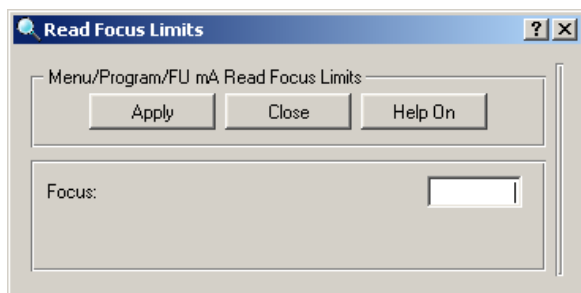 Read Focus Limits
Menu/Program/FU mA Read Focus Limits
Apply Close Help On
Focus: